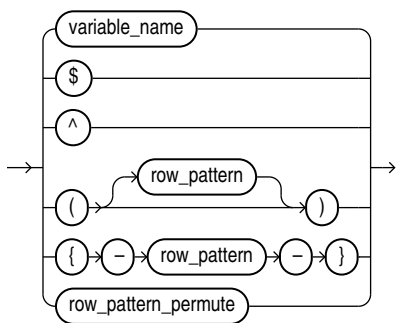 variable_name
$
^
row_pattern
( )
{ – row_pattern – }
row_pattern_permute